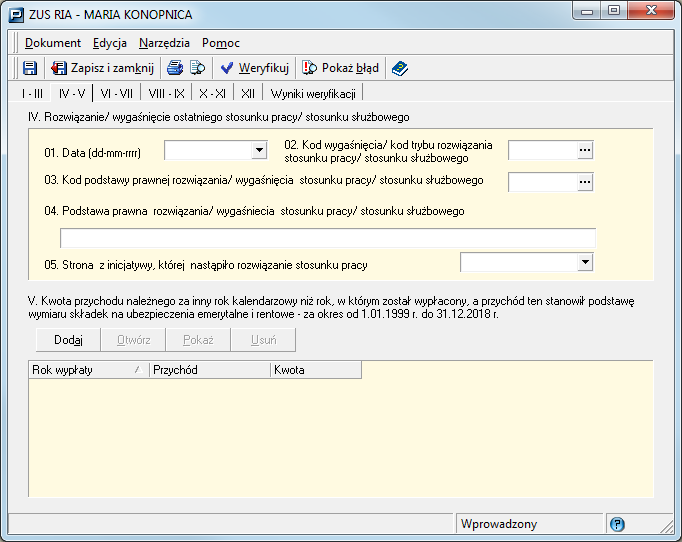 ZUS RIA - MARIA KONOPNICA
Dokument Edycja Narzędzia Pomoc
Zapisz i zamknij Weryfikuj Pokaż błąd
I - III IV - V VI - VII VIII - IX X - XI XII Wyniki weryfikacji
IV. Rozwiązanie/ wygaśnięcie ostatniego stosunku pracy/ stosunku służbowego
01. Data (dd-mm-rrrr)
02. Kod wygaśnięcia/ kod trybu rozwiązania
stosunku pracy/ stosunku służbowego
03. Kod podstawy prawnej rozwiązania/ wygaśnięcia stosunku pracy/ stosunku służbowego
04. Podstawa prawna rozwiązania/ wygaśniecia stosunku pracy/ stosunku służbowego
05. Strona z inicjatywy, której nastąpiło rozwiązanie stosunku pracy
V. Kwota przychodu należnego za inny rok kalendarzowy niż rok, w którym został wypłacony, a przychód ten stanowił podstawę
wymiaru składek na ubezpieczenia emerytalne i rentowe - za okres od 1.01.1999 r. do 31.12.2018 r.
Dodaj Otwórz Pokaż Usuń
Rok wypłaty Przychód Kwota
Wprowadzony